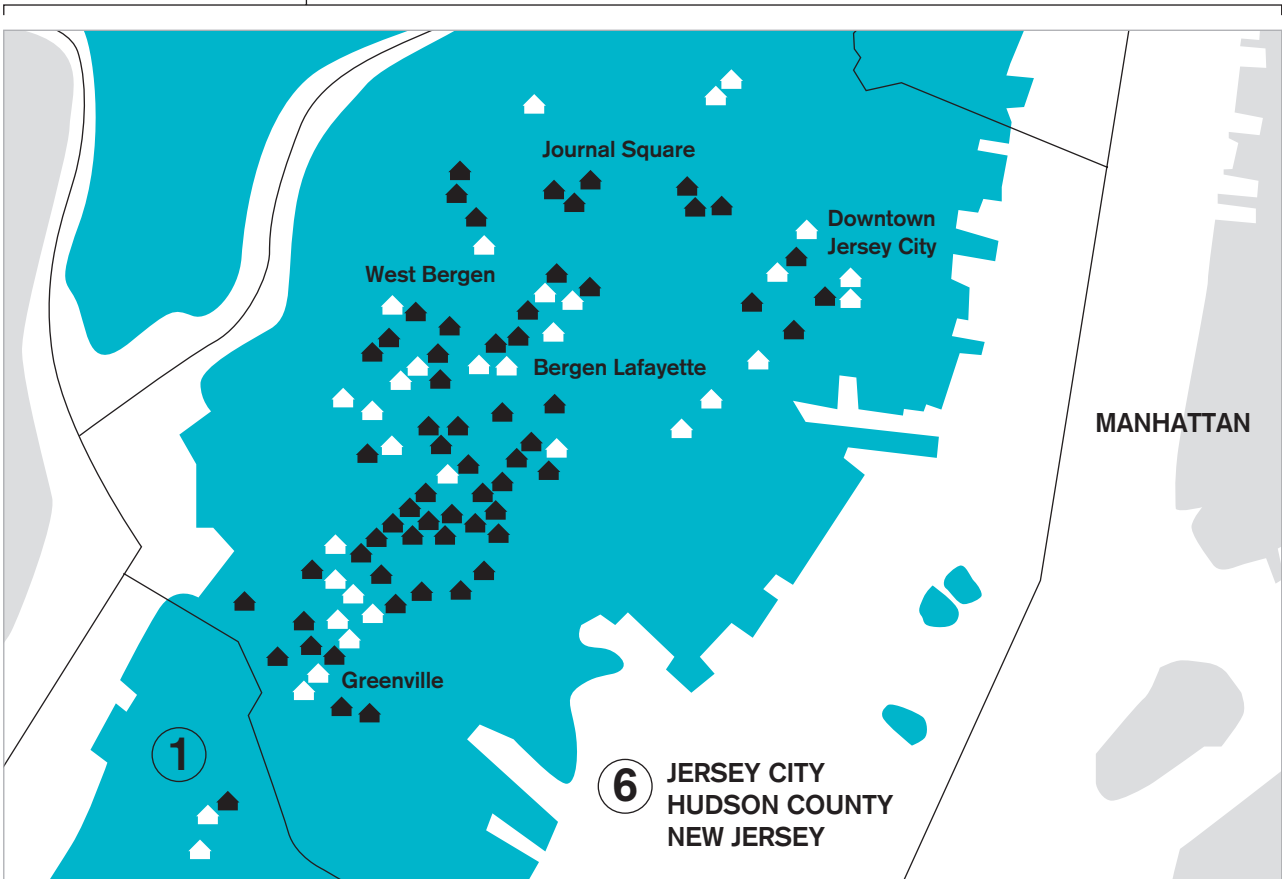 Journal Square
Downtown
Jersey City
West Bergen
Bergen Lafayette
MANHATTAN
Greenville
1
6
JERSEY CITY
HUDSON COUNTY
NEW JERSEY